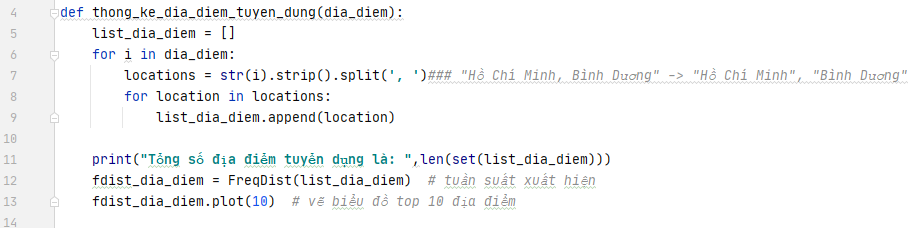 4 def thong_ke_dia_diem_tuyen_dung(dia_diem):
5     list_dia_diem = []
6     for i in dia_diem:
7         locations = str(i).strip().split(', ')### "Hồ Chí Minh, Bình Dương" -> "Hồ Chí Minh", "Bình Dương"
8         for location in locations:
9             list_dia_diem.append(location)
10
11     print("Tổng số địa điểm tuyển dụng là: ",len(set(list_dia_diem)))
12     fdist_dia_diem = FreqDist(list_dia_diem)  # tuần suất xuất hiện
13     fdist_dia_diem.plot(10)  # vẽ biểu đồ top 10 địa điểm
14